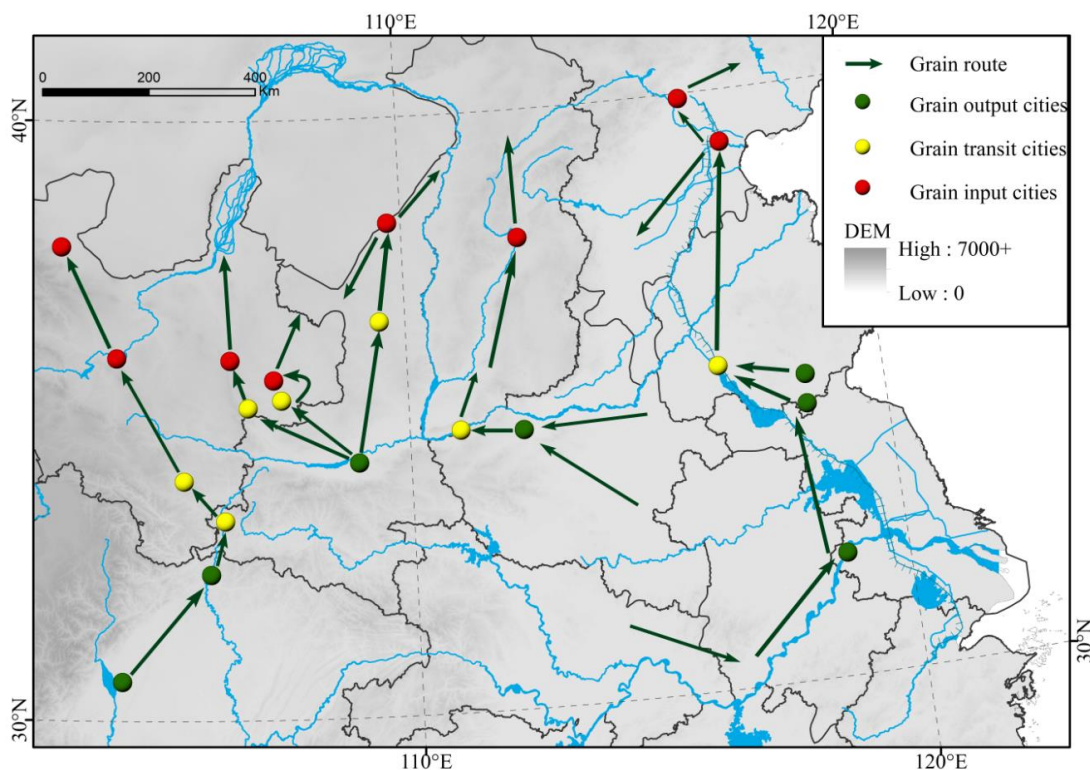 110°E
120°E
0
200
400
Km
40°N
Grain route
Grain output cities
Grain transit cities
Grain input cities
DEM
High : 7000+
Low : 0
30°N
30°N
110°E
120°E